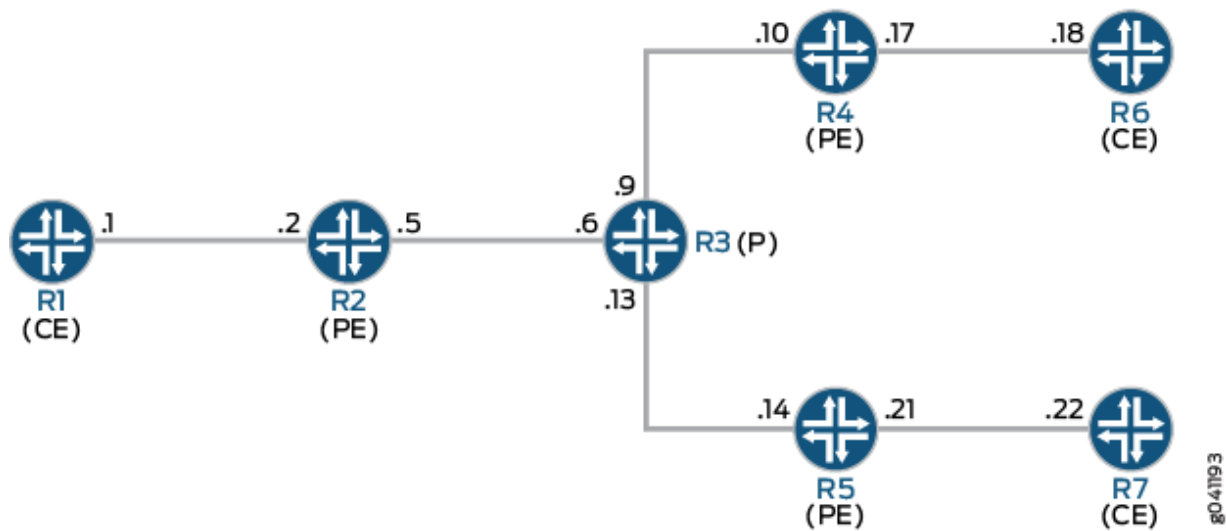 .10 .17 .18
R4 R6
(PE) (CE)
.9
.1 .2 .5 .6 R3 (P)
R1 R2
(CE) (PE)
.13
.14 .21 .22
R5 R7
(PE) (CE)
g041193